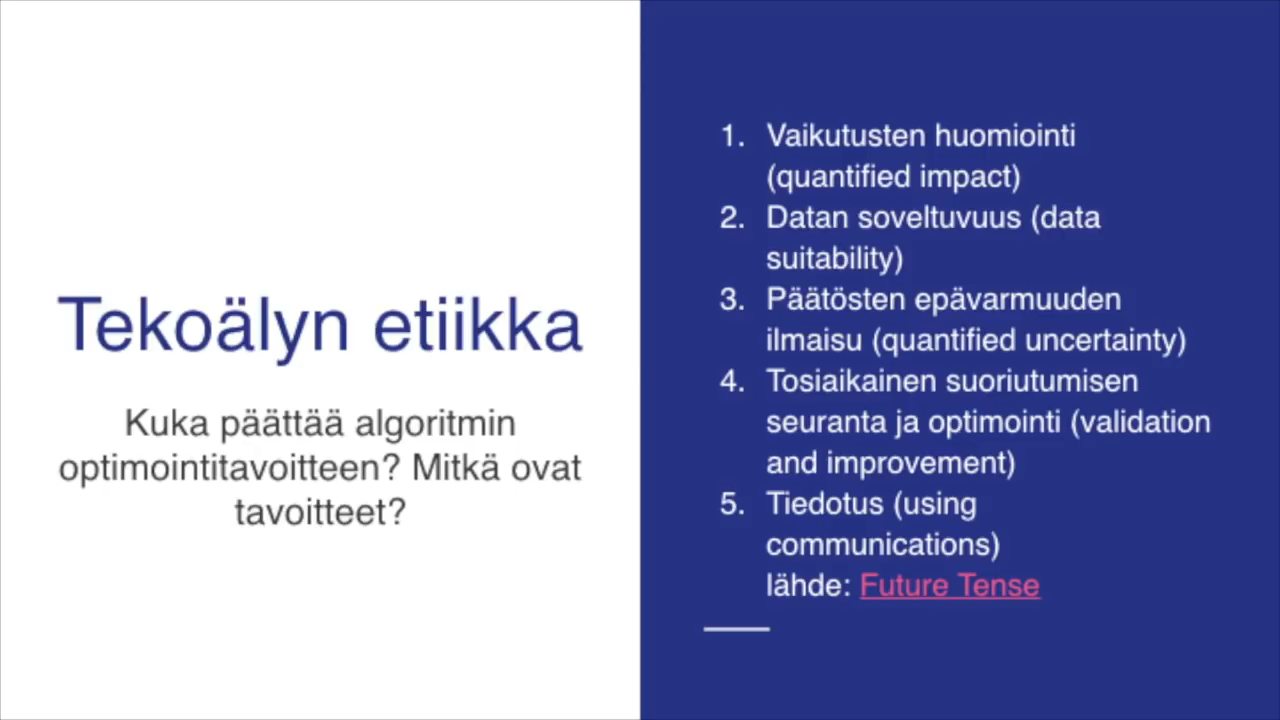 Tekoälyn etiikka
Kuka päättää algoritmin
optimointitavoitteen? Mitkä ovat
tavoitteet?
1. Vaikutusten huomiointi
(quantified impact)
2. Datan soveltuvuus (data
suitability)
3. Päätösten epävarmuuden
ilmaisu (quantified uncertainty)
4. Tosiaikainen suoriutumisen
seuranta ja optimointi (validation
and improvement)
5. Tiedotus (using
communications)
lähde: Future Tense